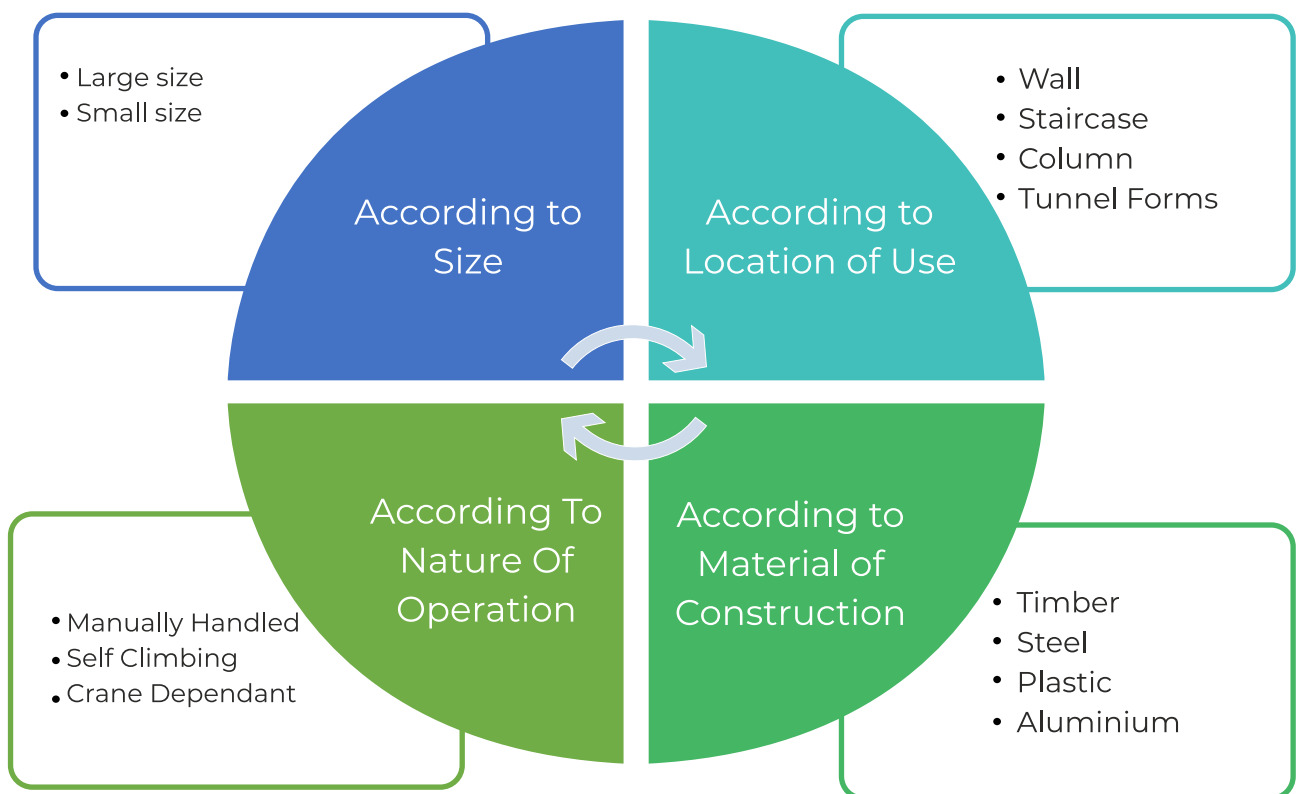 • Large size
• Small size
According to
Size
According to
Location of Use
• Wall
• Staircase
• Column
• Tunnel Forms
According To
Nature Of
Operation
• Manually Handled
• Self Climbing
• Crane Dependant
According to
Material of
Construction
• Timber
• Steel
• Plastic
• Aluminium